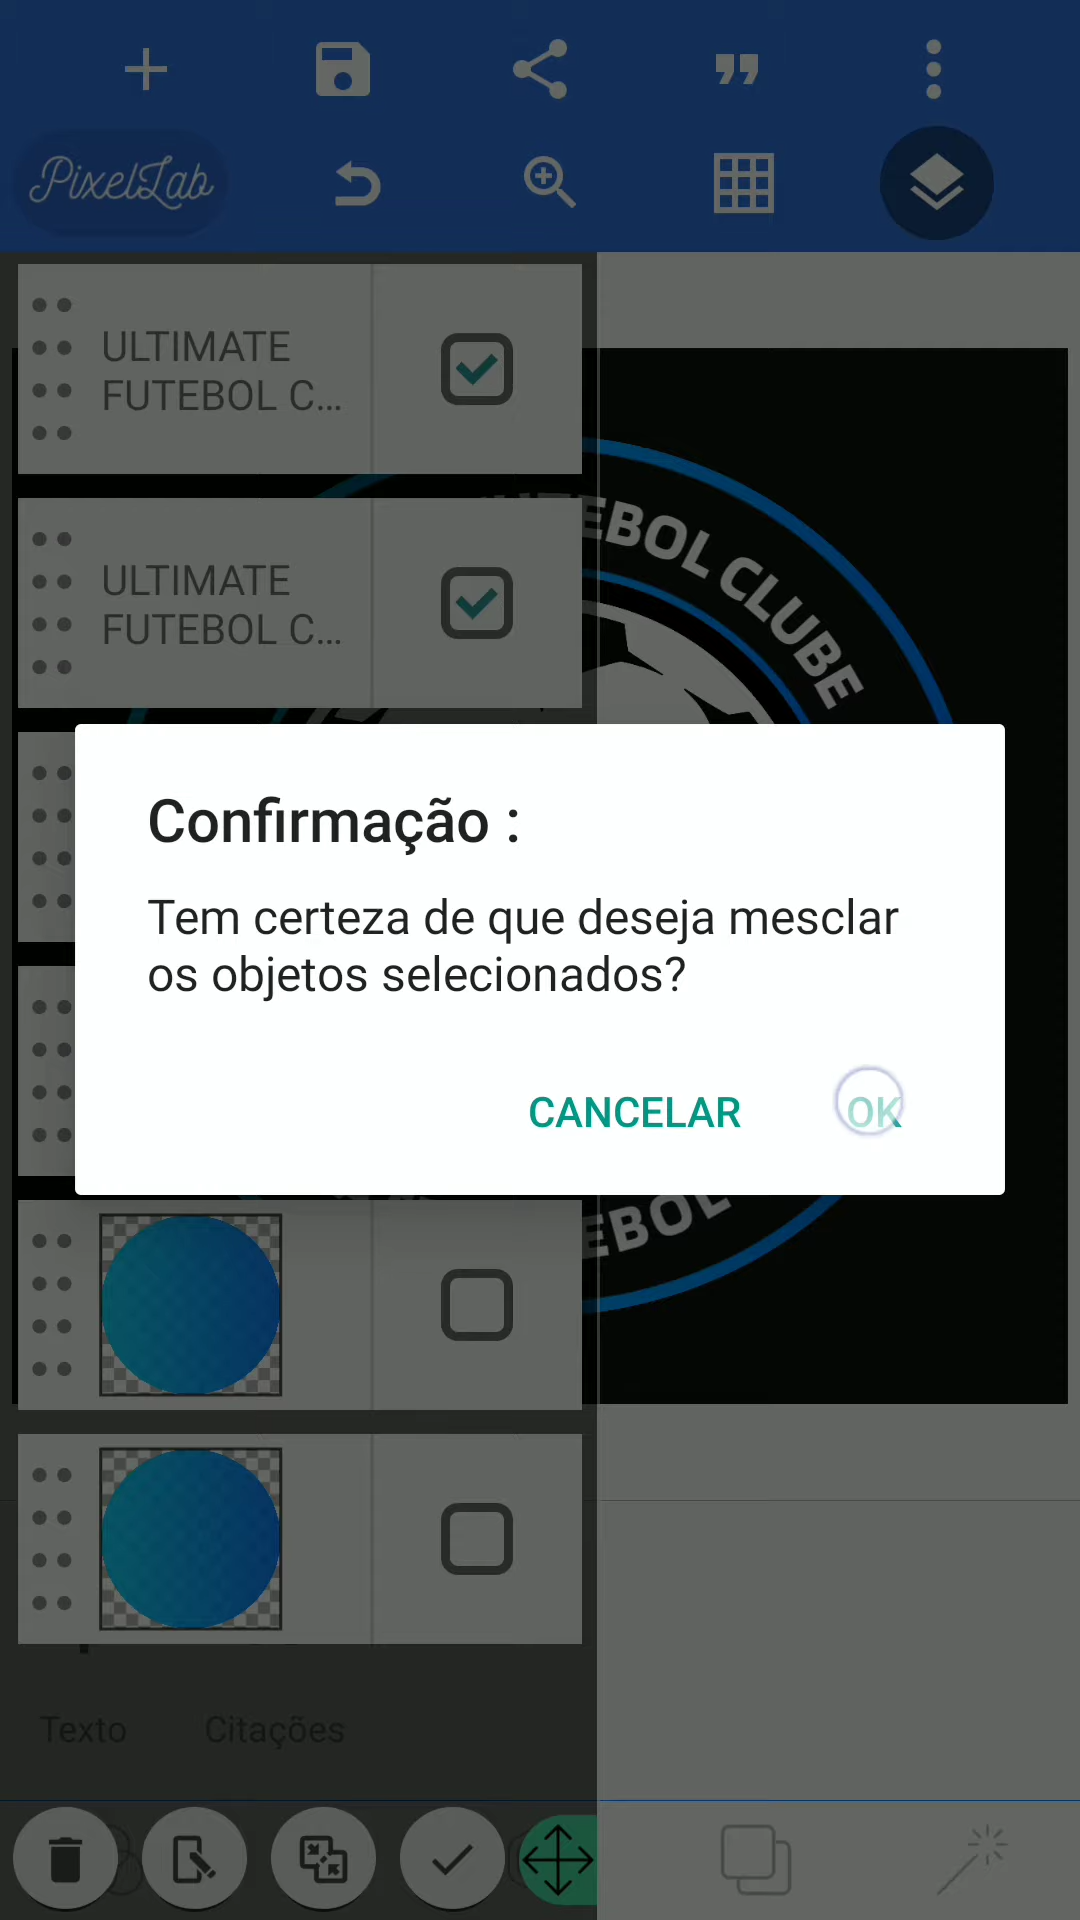 PixelLab
ULTIMATE
FUTEBOL C...
ULTIMATE
FUTEBOL C...
EBOL CLUBE
Confirmação :
Tem certeza de que deseja mesclar
os objetos selecionados?
CANCELAR
OK
EBOL
Texto
Citações